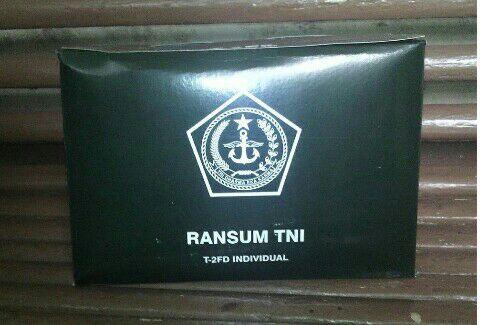 RANSUM TNI
T-2FD INDIVIDUAL